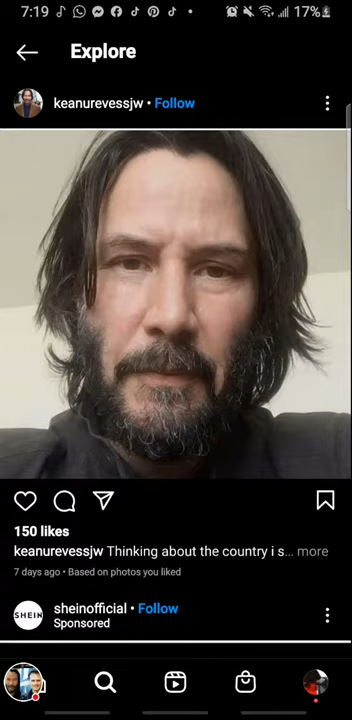 7:19
17%
Explore
keanurevessjw • Follow
150 likes
keanurevessjw Thinking about the country i s... more
7 days ago • Based on photos you liked
SHEIN
sheinofficial • Follow
Sponsored